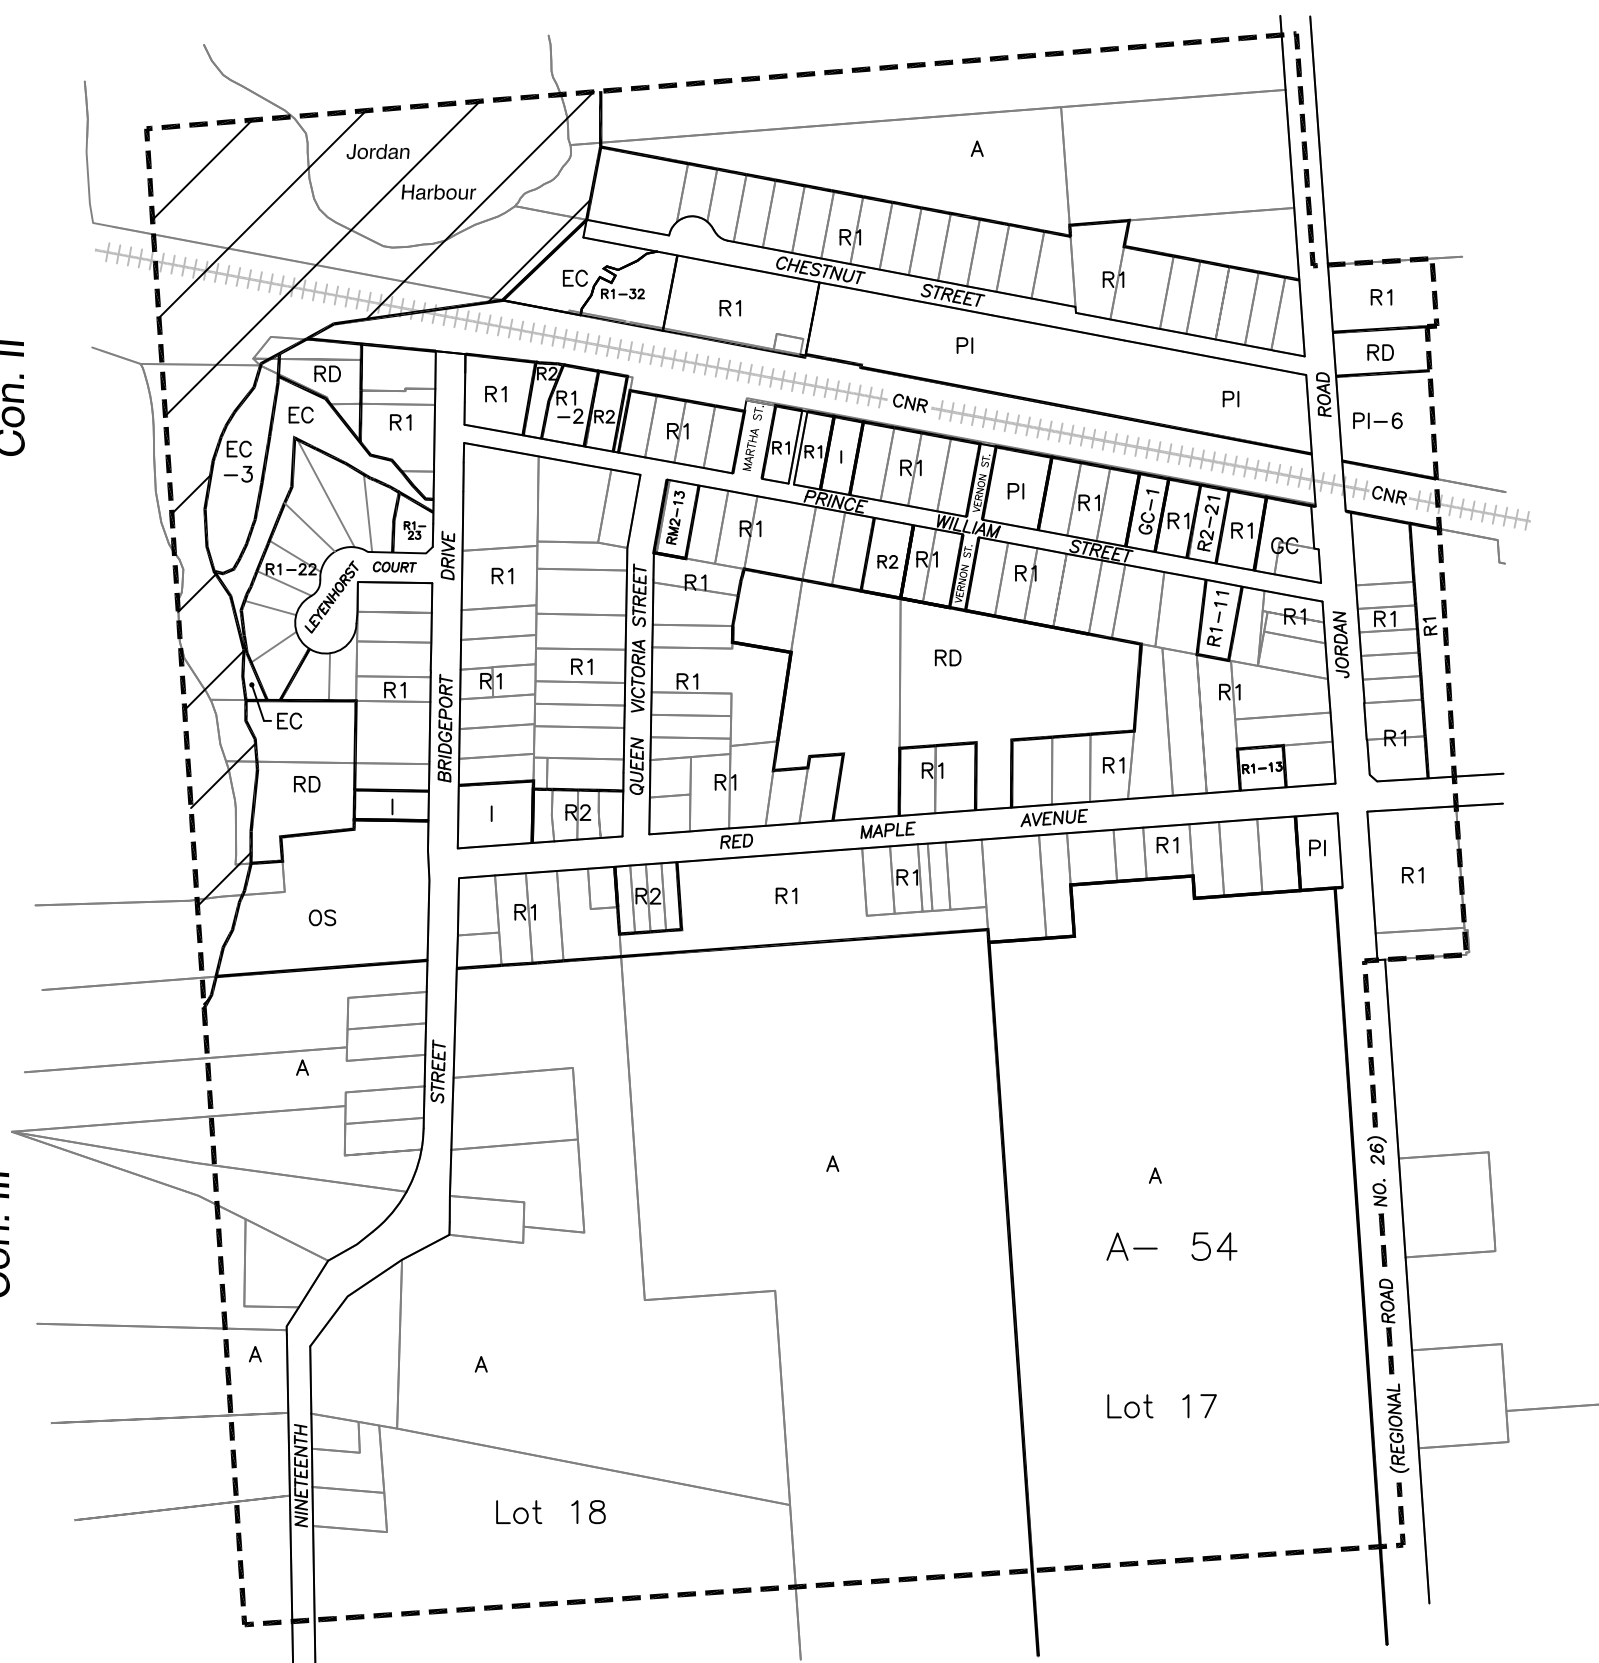 Jordan
Harbour
A
R1
CHESTNUT STREET
R1
EC
R1-32
R1
PI
PI
R1
RD
PI-6
ROAD
CNR
CNR
Con. II
RD
EC
R1
EC
-3
R1
R2
R1
-2
R2
R1
MARTHA ST.
R1
R1
I
R1
VERNON ST.
PI
R1
GC-1
R1
R2-21
R1
GC
R1-
23
R1-22
LEYENHORST COURT
DRIVE
BRIDGEPORT
R1
R1
R1
R1
QUEEN VICTORIA STREET
RM2-13
R1
PRINCE WILLIAM STREET
R2
R1
VERNON ST.
R1
R1-11
R1
JORDAN
R1
R1
R1
R1
R1
RD
R1
R1
R1
R1
R1
R1-13
EC
RD
I
I
R2
RED MAPLE AVENUE
OS
R1
R2
R1
R1
R1
PI
R1
A
STREET
A
A
A- 54
Lot 17
A
A
Lot 18
NINETEENTH
(REGIONAL ROAD NO. 26)